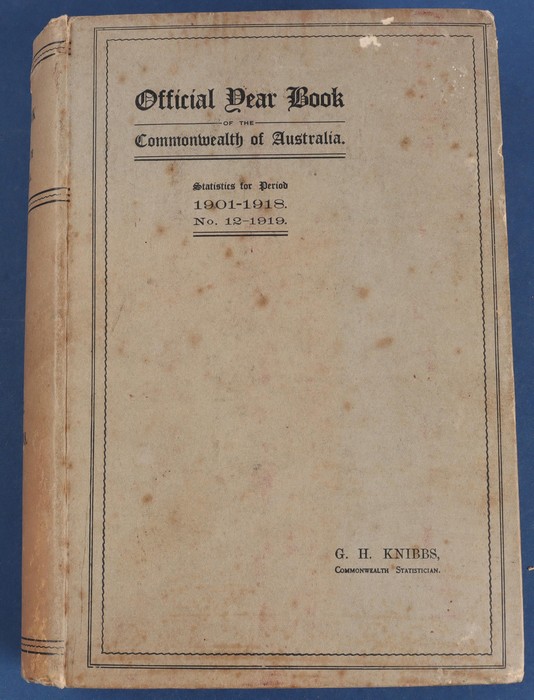 Official Year Book
OF THE
Commonwealth of Australia.
Statistics for Period
1901-1918.
No. 12-1919.
G. H. KNIBBS,
COMMONWEALTH STATISTICIAN.